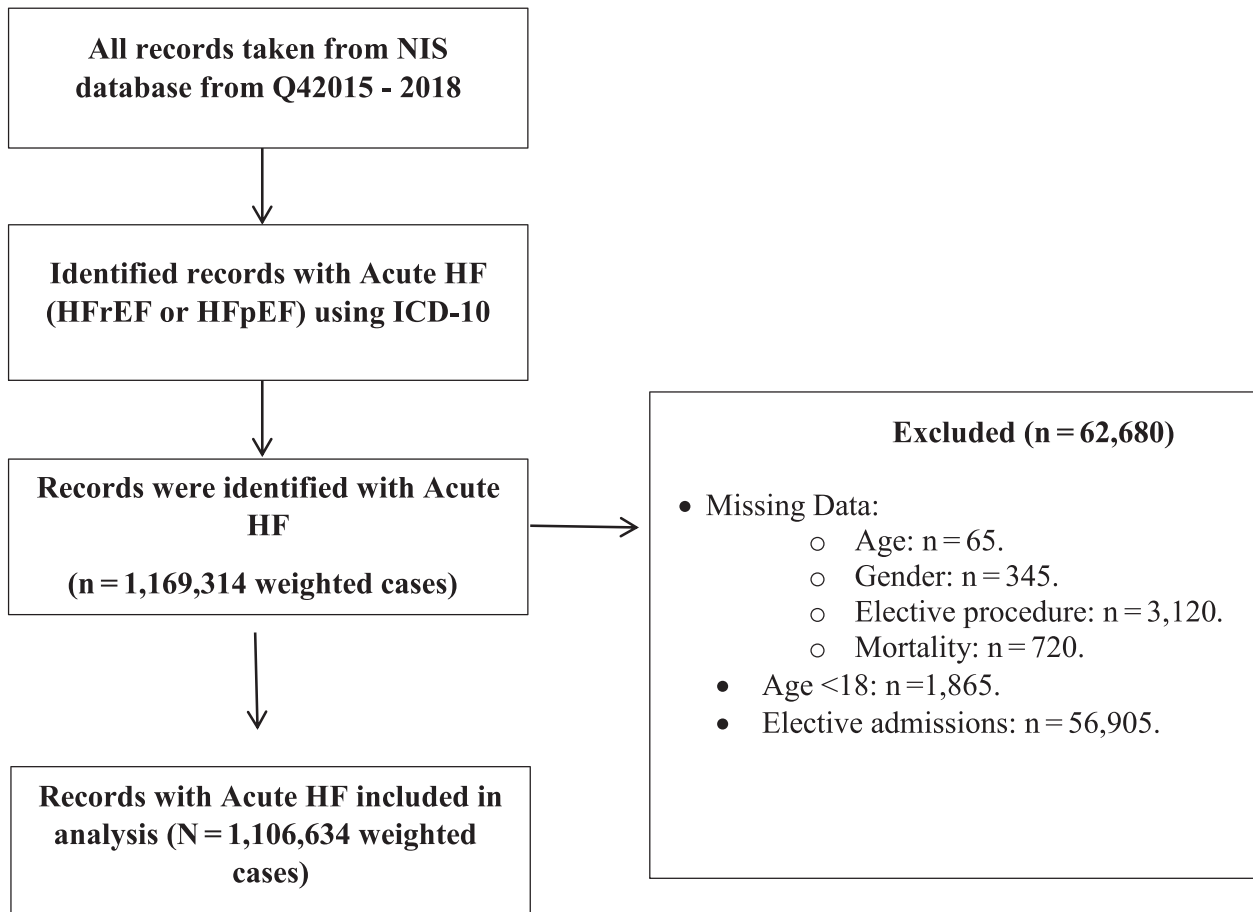 All records taken from NIS
database from Q42015 - 2018
Identified records with Acute HF
(HFrEF or HFpEF) using ICD-10
Records were identified with Acute
HF
(n = 1,169,314 weighted cases)
Excluded (n = 62,680)
• Missing Data:
o Age: n = 65.
o Gender: n = 345.
o Elective procedure: n = 3,120.
o Mortality: n = 720.
• Age <18: n =1,865.
• Elective admissions: n = 56,905.
Records with Acute HF included in
analysis (N = 1,106,634 weighted
cases)